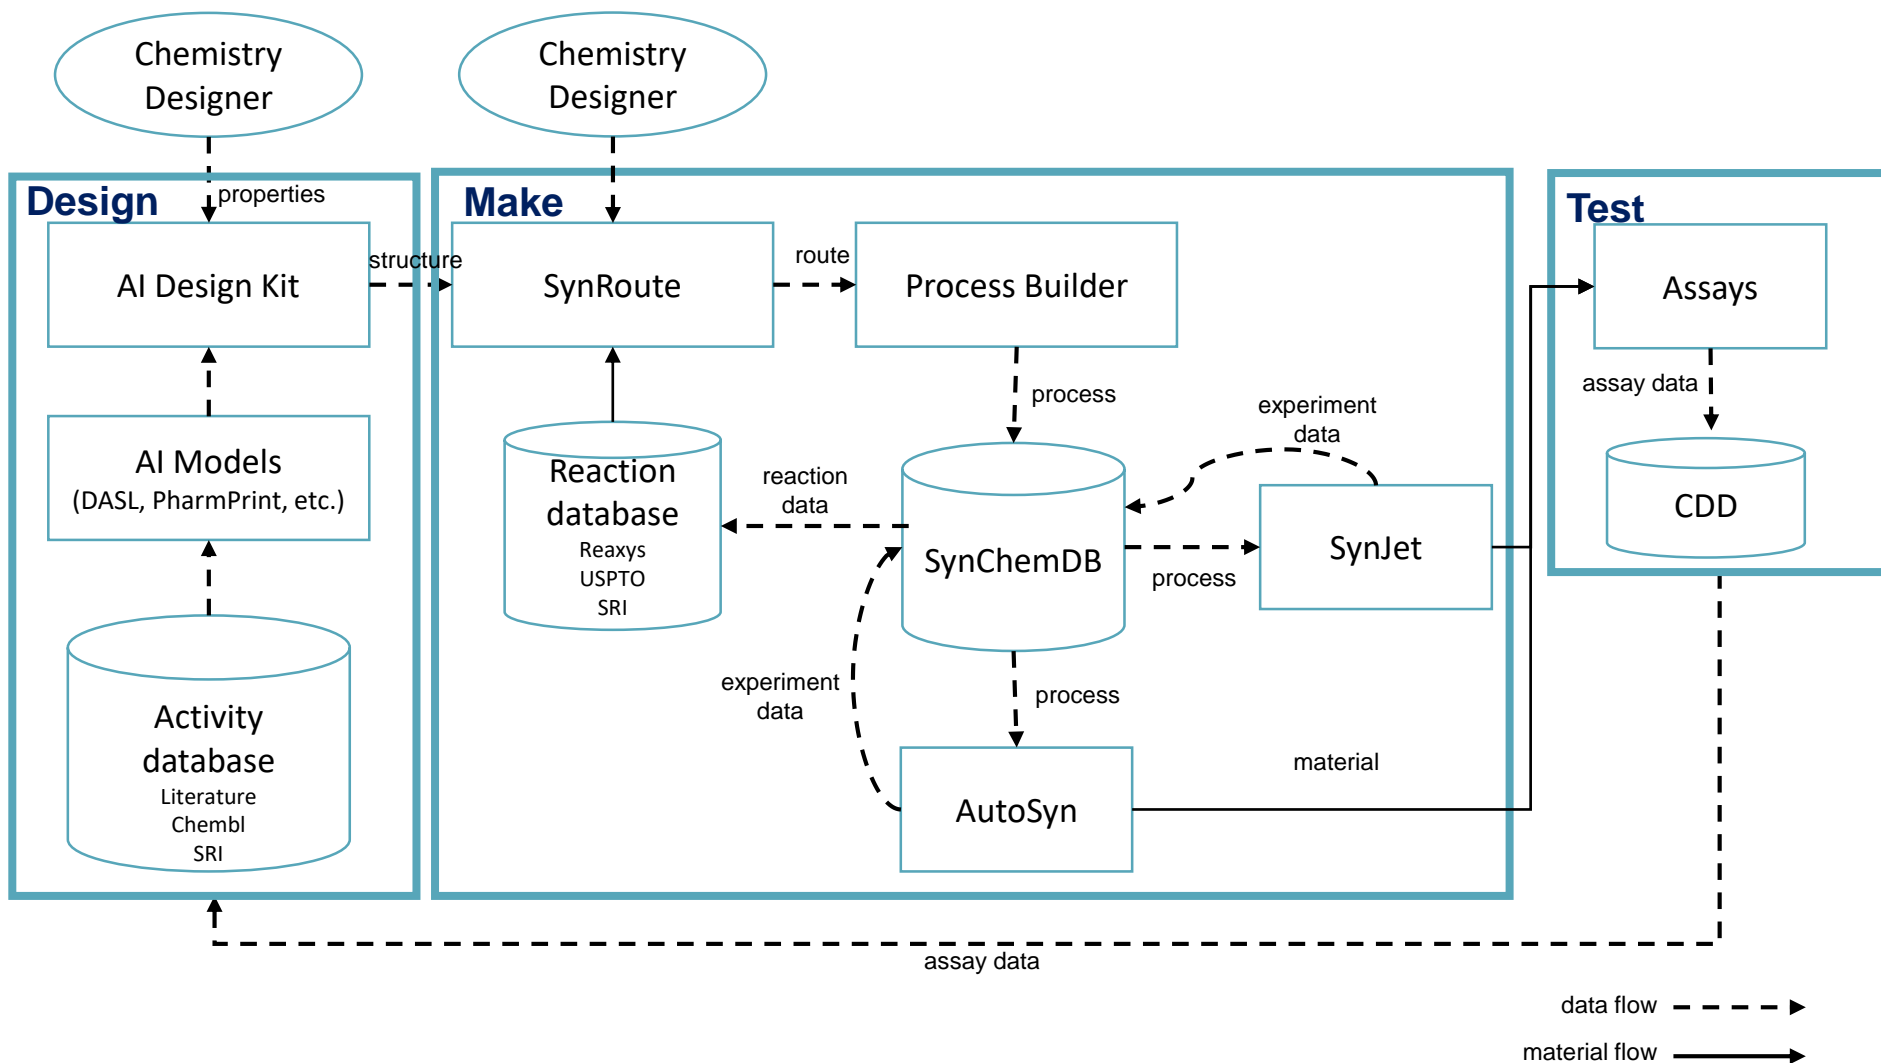 Chemistry
Designer
Chemistry
Designer
Design
properties
AI Design Kit
structure
AI Models
(DASL, PharmPrint, etc.)
Activity
database
Literature
Chembl
SRI
Make
SynRoute
route
Process Builder
process
Reaction
database
Reaxys
USPTO
SRI
reaction
data
SynChemDB
experiment
data
process
SynJet
experiment
data
process
AutoSyn
material
Test
Assays
assay data
CDD
assay data
data flow
material flow